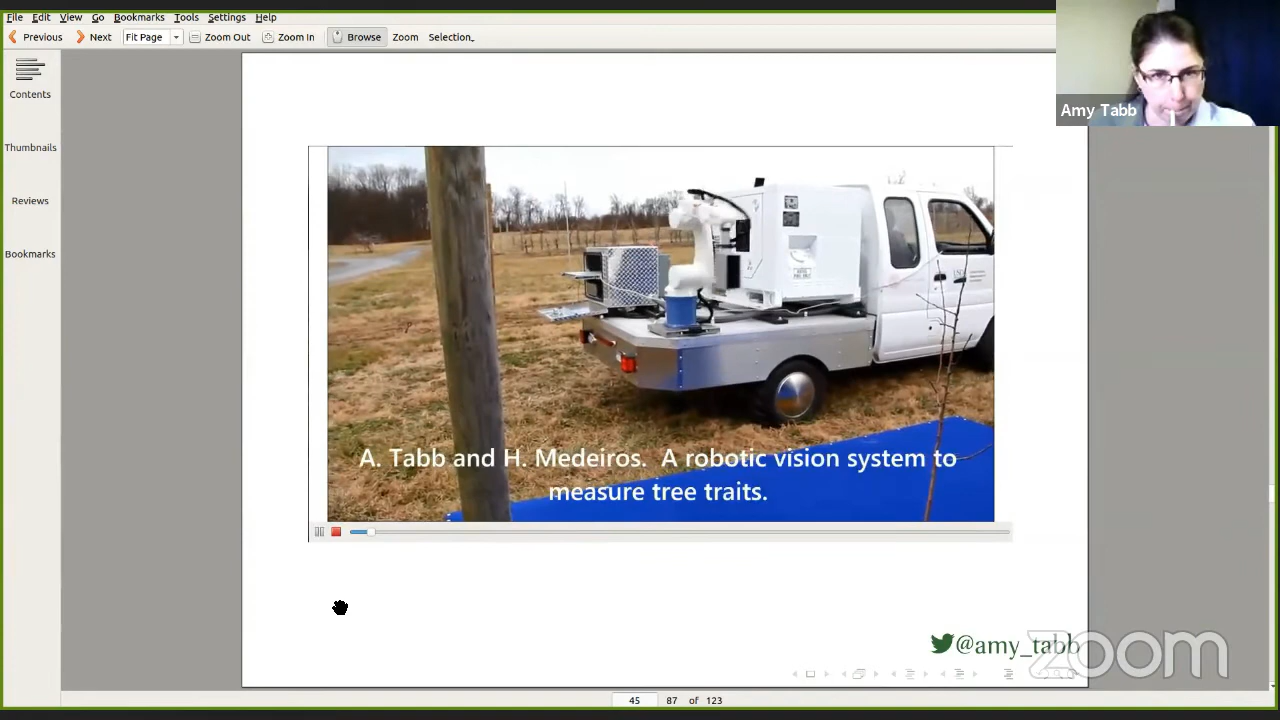 File Edit View Go Bookmarks Tools Settings Help
Previous Next Fit Page Zoom Out Zoom In Browse Zoom Selection
Contents
Thumbnails
Reviews
Bookmarks
Amy Tabb
A. Tabb and H. Medeiros. A robotic vision system to
measure tree traits.
@amy_tabb
zoom
45 87 of 123